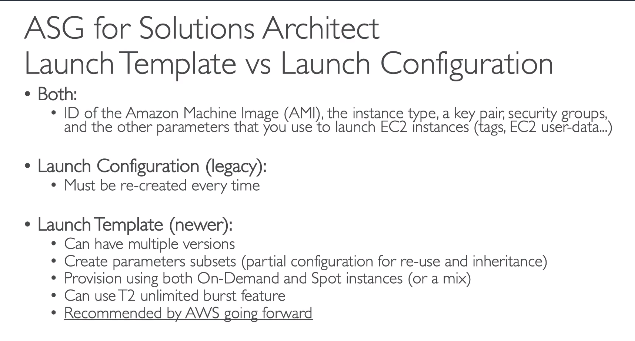 ASG for Solutions Architect
Launch Template vs Launch Configuration
• Both:
• ID of the Amazon Machine Image (AMI), the instance type, a key pair, security groups,
and the other parameters that you use to launch EC2 instances (tags, EC2 user-data...)
• Launch Configuration (legacy):
• Must be re-created every time
• Launch Template (newer):
• Can have multiple versions
• Create parameters subsets (partial configuration for re-use and inheritance)
• Provision using both On-Demand and Spot instances (or a mix)
• Can use T2 unlimited burst feature
• Recommended by AWS going forward